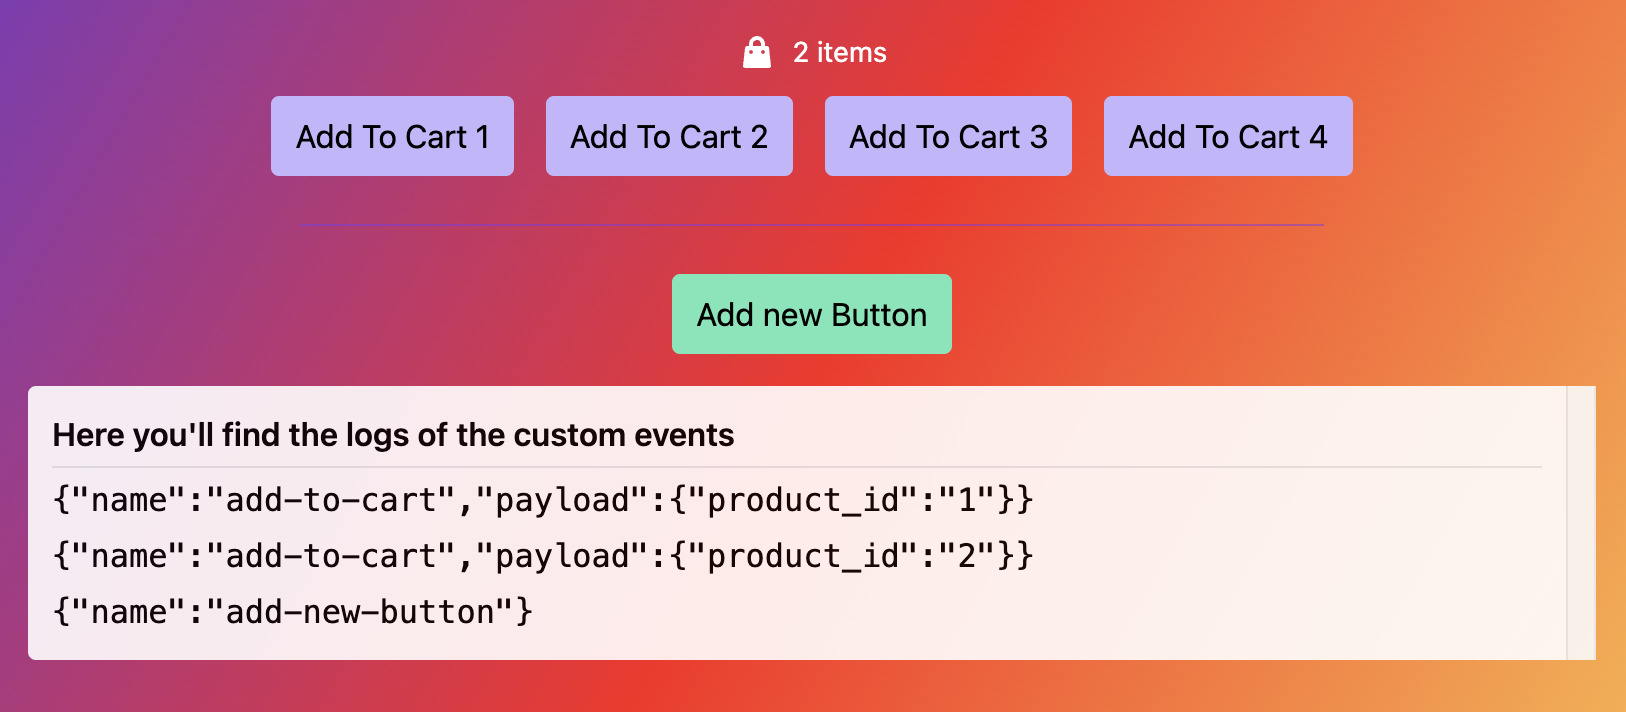 2 items
Add To Cart 1
Add To Cart 2
Add To Cart 3
Add To Cart 4
Add new Button
Here you'll find the logs of the custom events
{"name":"add-to-cart","payload":{"product_id":"1"}}
{"name":"add-to-cart","payload":{"product_id":"2"}}
{"name":"add-new-button"}